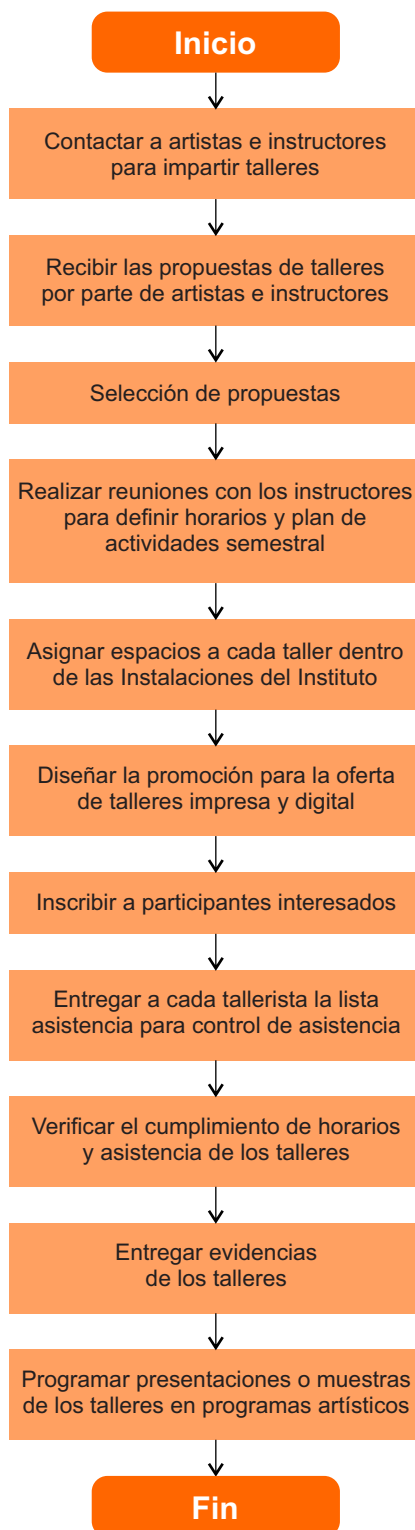 Inicio
Contactar a artistas e instructores
para impartir talleres
Recibir las propuestas de talleres
por parte de artistas e instructores
Selección de propuestas
Realizar reuniones con los instructores
para definir horarios y plan de
actividades semestral
Asignar espacios a cada taller dentro
de las Instalaciones del Instituto
Diseñar la promoción para la oferta
de talleres impresa y digital
Inscribir a participantes interesados
Entregar a cada tallerista la lista
asistencia para control de asistencia
Verificar el cumplimiento de horarios
y asistencia de los talleres
Entregar evidencias
de los talleres
Programar presentaciones o muestras
de los talleres en programas artísticos
Fin